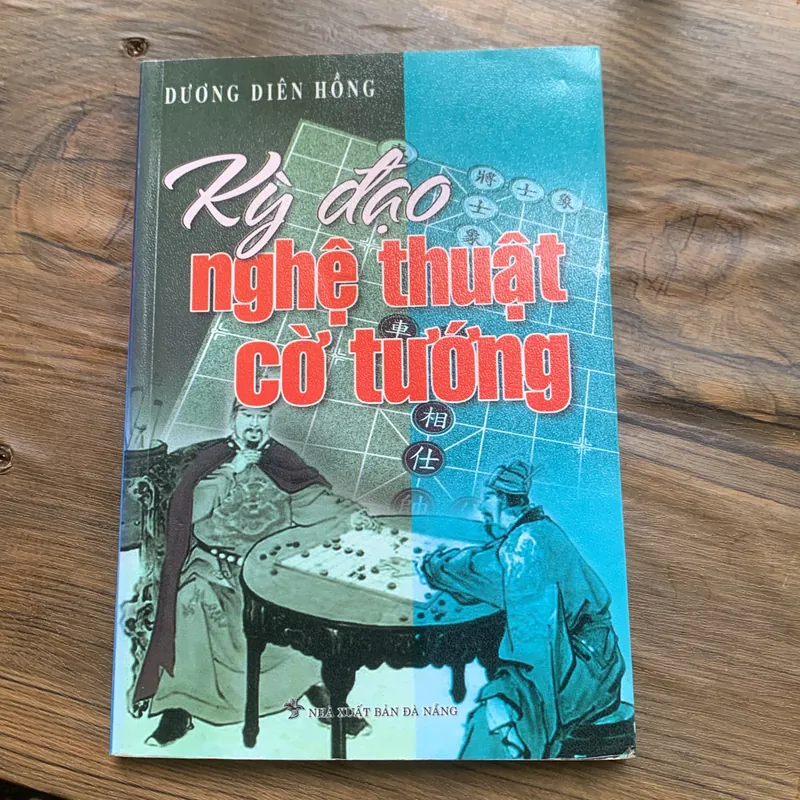 DƯƠNG DIÊN HỒNG
Kỳ đạo
nghệ thuật
cờ tướng
將 士 象
士
象
車
相
仕
NHÀ XUẤT BẢN ĐÀ NẴNG